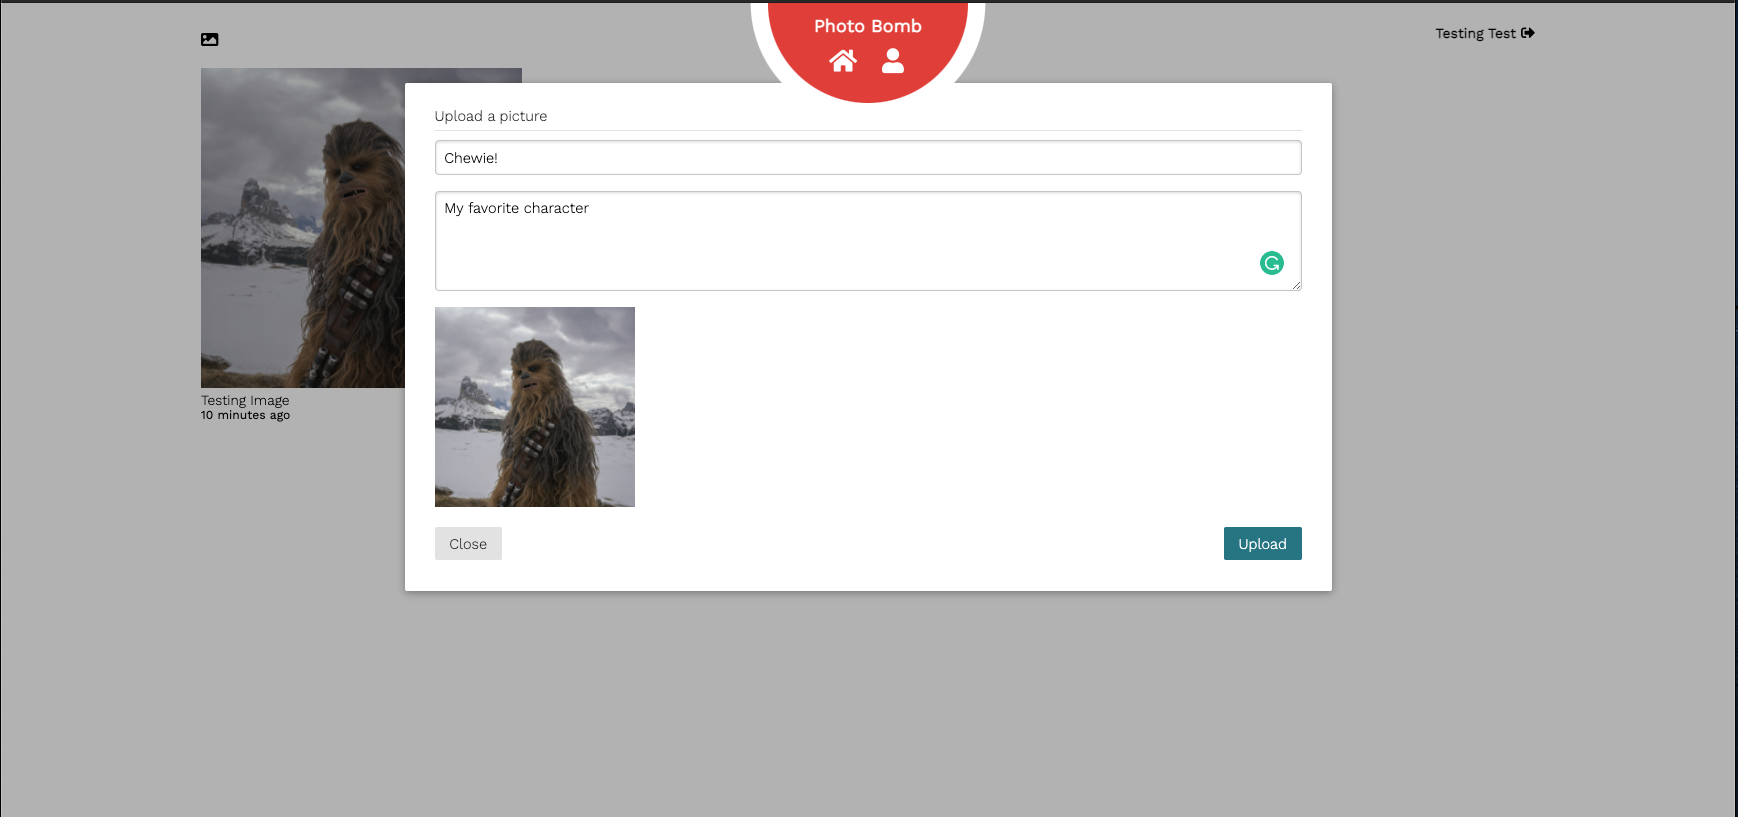 Photo Bomb
Testing Test
Upload a picture
Chewie!
My favorite character
Testing Image
10 minutes ago
Close
Upload